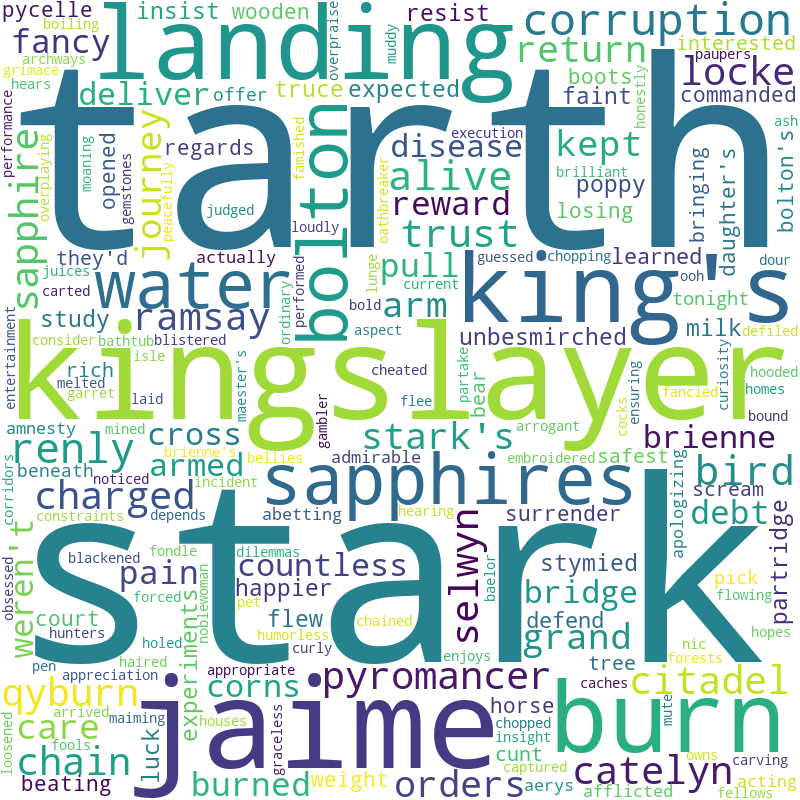 pycelle
insist
wooden
overpraise
muddy
resist
corruption
boiling
landing
fancy
archways
grimace
hears
return
interested
paupers
locke
honestly
deliver
offer
truce
expected
boots
faint
commanded
performance
overplaying
tarth
execution
ash
sapphire
moaning
opened
gemstones
journey
peacefully
regards
judged
famished
bolton
loudly
oathbreaker
disease
kept
brilliant
alive
poppy
losing
reward
bringing
daughter's
bolton's
they'd
actually
performed
trust
guessed
chopping
learned
dour
juices
carted
water
ordinary
lunge
pull
current
king's
ooh
tonight
study
ramsay
bold
arm
unbesmirched
milk
defiled
entertainment
consider
bathtub
blistered
aspect
kingslayer
isle
maester's
cheated
partake
bear
curiosity
hooded
rich
melted
garret
laid
flee
arrogant
cocks
ensuring
fancied
homes
amnesty
mined
gambler
bound
renly
cross
stark's
brienne
beneath
brienne's
bellies
admirable
embroidered
safest
corridors
noticed
armed
incident
sapphires
bird
charged
scream
constraints
abetting
hearing
selwyn
surrender
apologizing
debt
depends
stark
partridge
weren't
blackened
fondle
dilemmas
baelor
stymied
obsessed
pain
countless
bridge
pick
court
forced
noblewoman
pet
happier
chained
flowing
hunters
experiments
flew
defend
holed
humorless
curly
grand
nic
hopes
pen
appreciation
haired
enjoys
tree
forests
qyburn
appropriate
pyromancer
caches
citadel
loosened
arrived
maiming
jaime
corns
horse
burn
mute
owns
care
luck
houses
graceless
chopped
insight
carving
fools
chain
cunt
captured
catelyn
acting
beating
burned
weight
orders
aerys
afflicted
fellows